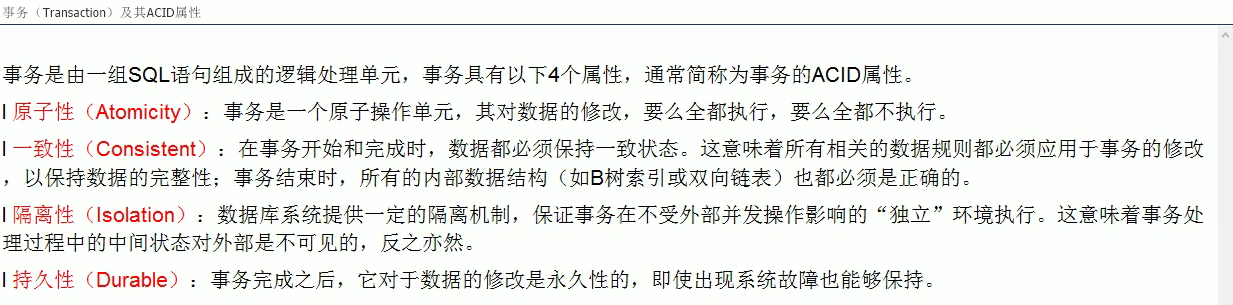 事务（Transaction）及其ACID属性
事务是由一组SQL语句组成的逻辑处理单元，事务具有以下4个属性，通常简称为事务的ACID属性。
l 原子性（Atomicity）：事务是一个原子操作单元，其对数据的修改，要么全都执行，要么全都不执行。
l 一致性（Consistent）：在事务开始和完成时，数据都必须保持一致状态。这意味着所有相关的数据规则都必须应用于事务的修改
，以保持数据的完整性；事务结束时，所有的内部数据结构（如B树索引或双向链表）也都必须是正确的。
l 隔离性（Isolation）：数据库系统提供一定的隔离机制，保证事务在不受外部并发操作影响的“独立”环境执行。这意味着事务处
理过程中的中间状态对外部是不可见的，反之亦然。
l 持久性（Durable）：事务完成之后，它对于数据的修改是永久性的，即使出现系统故障也能够保持。